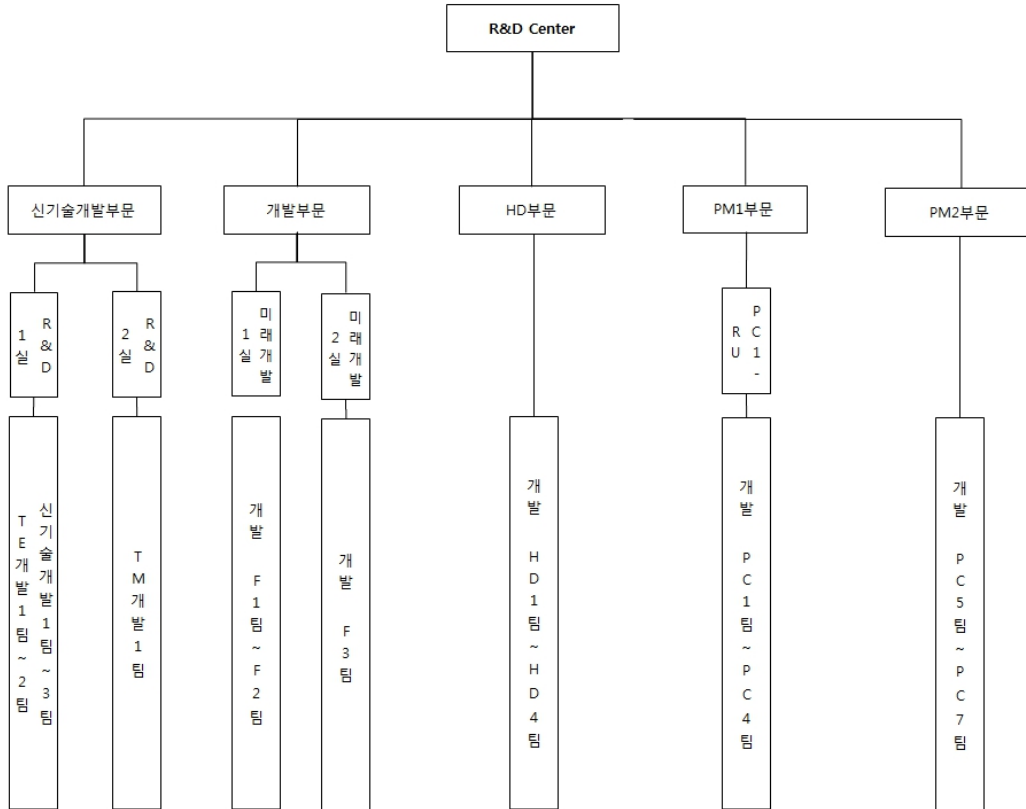 R&D Center
신기술개발부문
개발부문
HD부문
PM1부문
PM2부문
R&D
1실
R&D
2실
미래개발
1실
미래개발
2실
PC1-
RU
신기술개발1팀~3팀
TE개발1팀~2팀
TM개발1팀
개발 F1팀~F2팀
개발 F3팀
개발 HD1팀~HD4팀
개발 PC1팀~PC4팀
개발 PC5팀~PC7팀